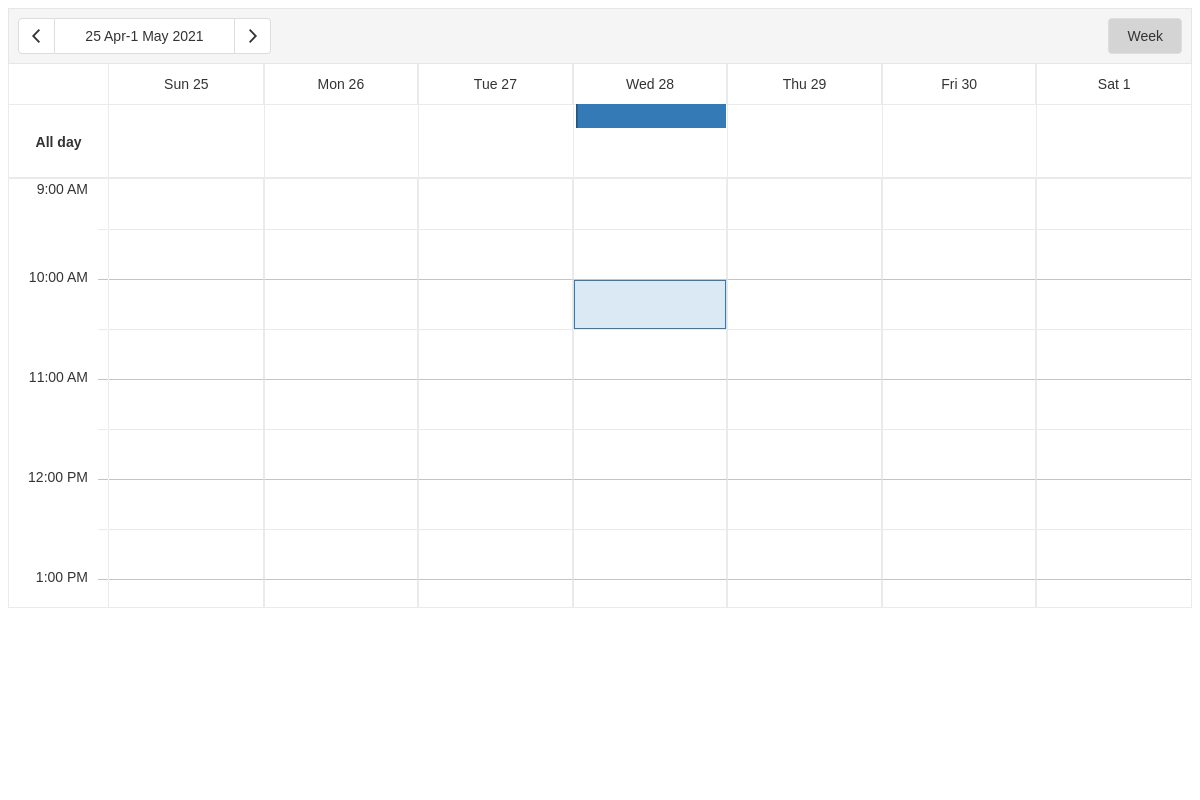 25 Apr-1 May 2021
Week
Sun 25
Mon 26
Tue 27
Wed 28
Thu 29
Fri 30
Sat 1
All day
9:00 AM
10:00 AM
11:00 AM
12:00 PM
1:00 PM